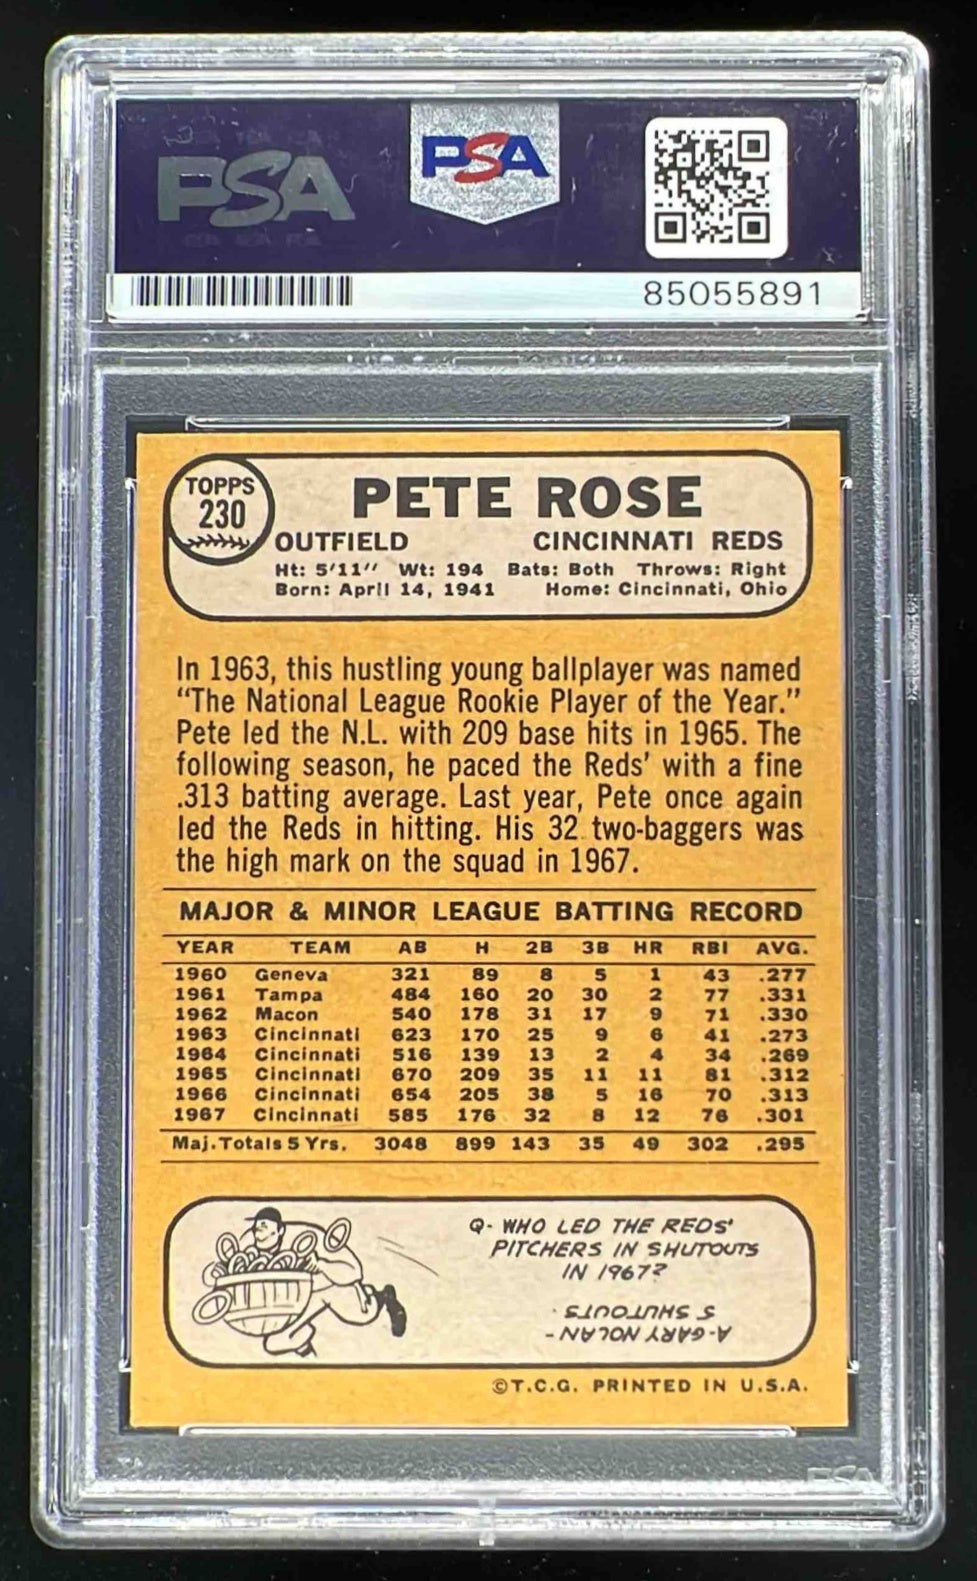 PSA
PSA
85055891
TOPPS
230
PETE ROSE
OUTFIELD CINCINNATI REDS
Ht: 5'11" Wt: 194 Bats: Both Throws: Right
Born: April 14, 1941 Home: Cincinnati, Ohio
In 1963, this hustling young ballplayer was named
"The National League Rookie Player of the Year."
Pete led the N.L. with 209 base hits in 1965. The
following season, he paced the Reds' with a fine
.313 batting average. Last year, Pete once again
led the Reds in hitting. His 32 two-baggers was
the high mark on the squad in 1967.
MAJOR & MINOR LEAGUE BATTING RECORD
YEAR TEAM AB H 2B 3B HR RBI AVG.
1960 Geneva 321 89 8 5 1 43 .277
1961 Tampa 484 160 20 30 2 77 .331
1962 Macon 540 178 31 17 9 71 .330
1963 Cincinnati 623 170 25 9 6 41 .273
1964 Cincinnati 516 139 13 2 4 34 .269
1965 Cincinnati 670 209 35 11 11 81 .312
1966 Cincinnati 654 205 38 5 16 70 .313
1967 Cincinnati 585 176 32 8 12 76 .301
Maj. Totals 5 Yrs. 3048 899 143 35 49 302 .295
Q- WHO LED THE REDS'
PITCHERS IN SHUTOUTS
IN 1967?
A-GARY NOLAN-
5 SHUTOUTS.
©T.C.G. PRINTED IN U.S.A.
PSA